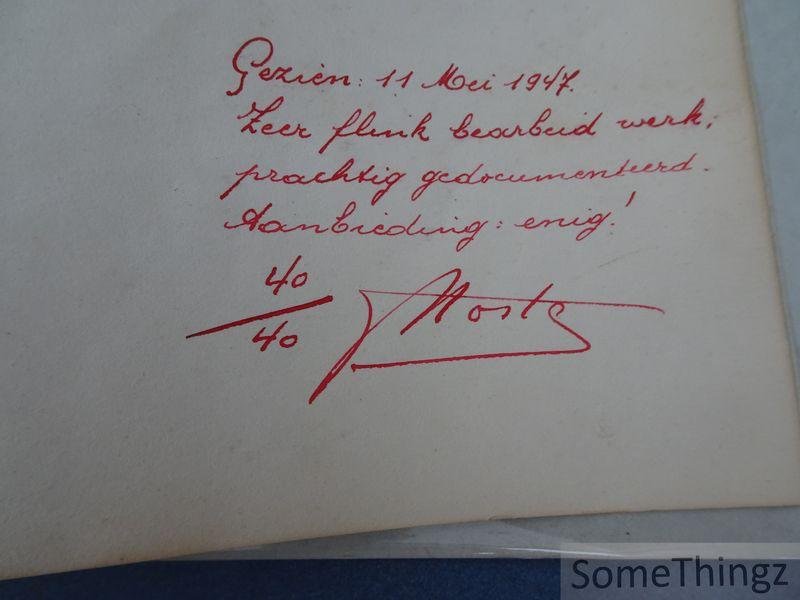 Gezien: 11 Mei 1947.
Zeer flink bearbeid werk;
prachtig gedocumenteerd.
Aanbieding: enig!
40
40
SomeThingz